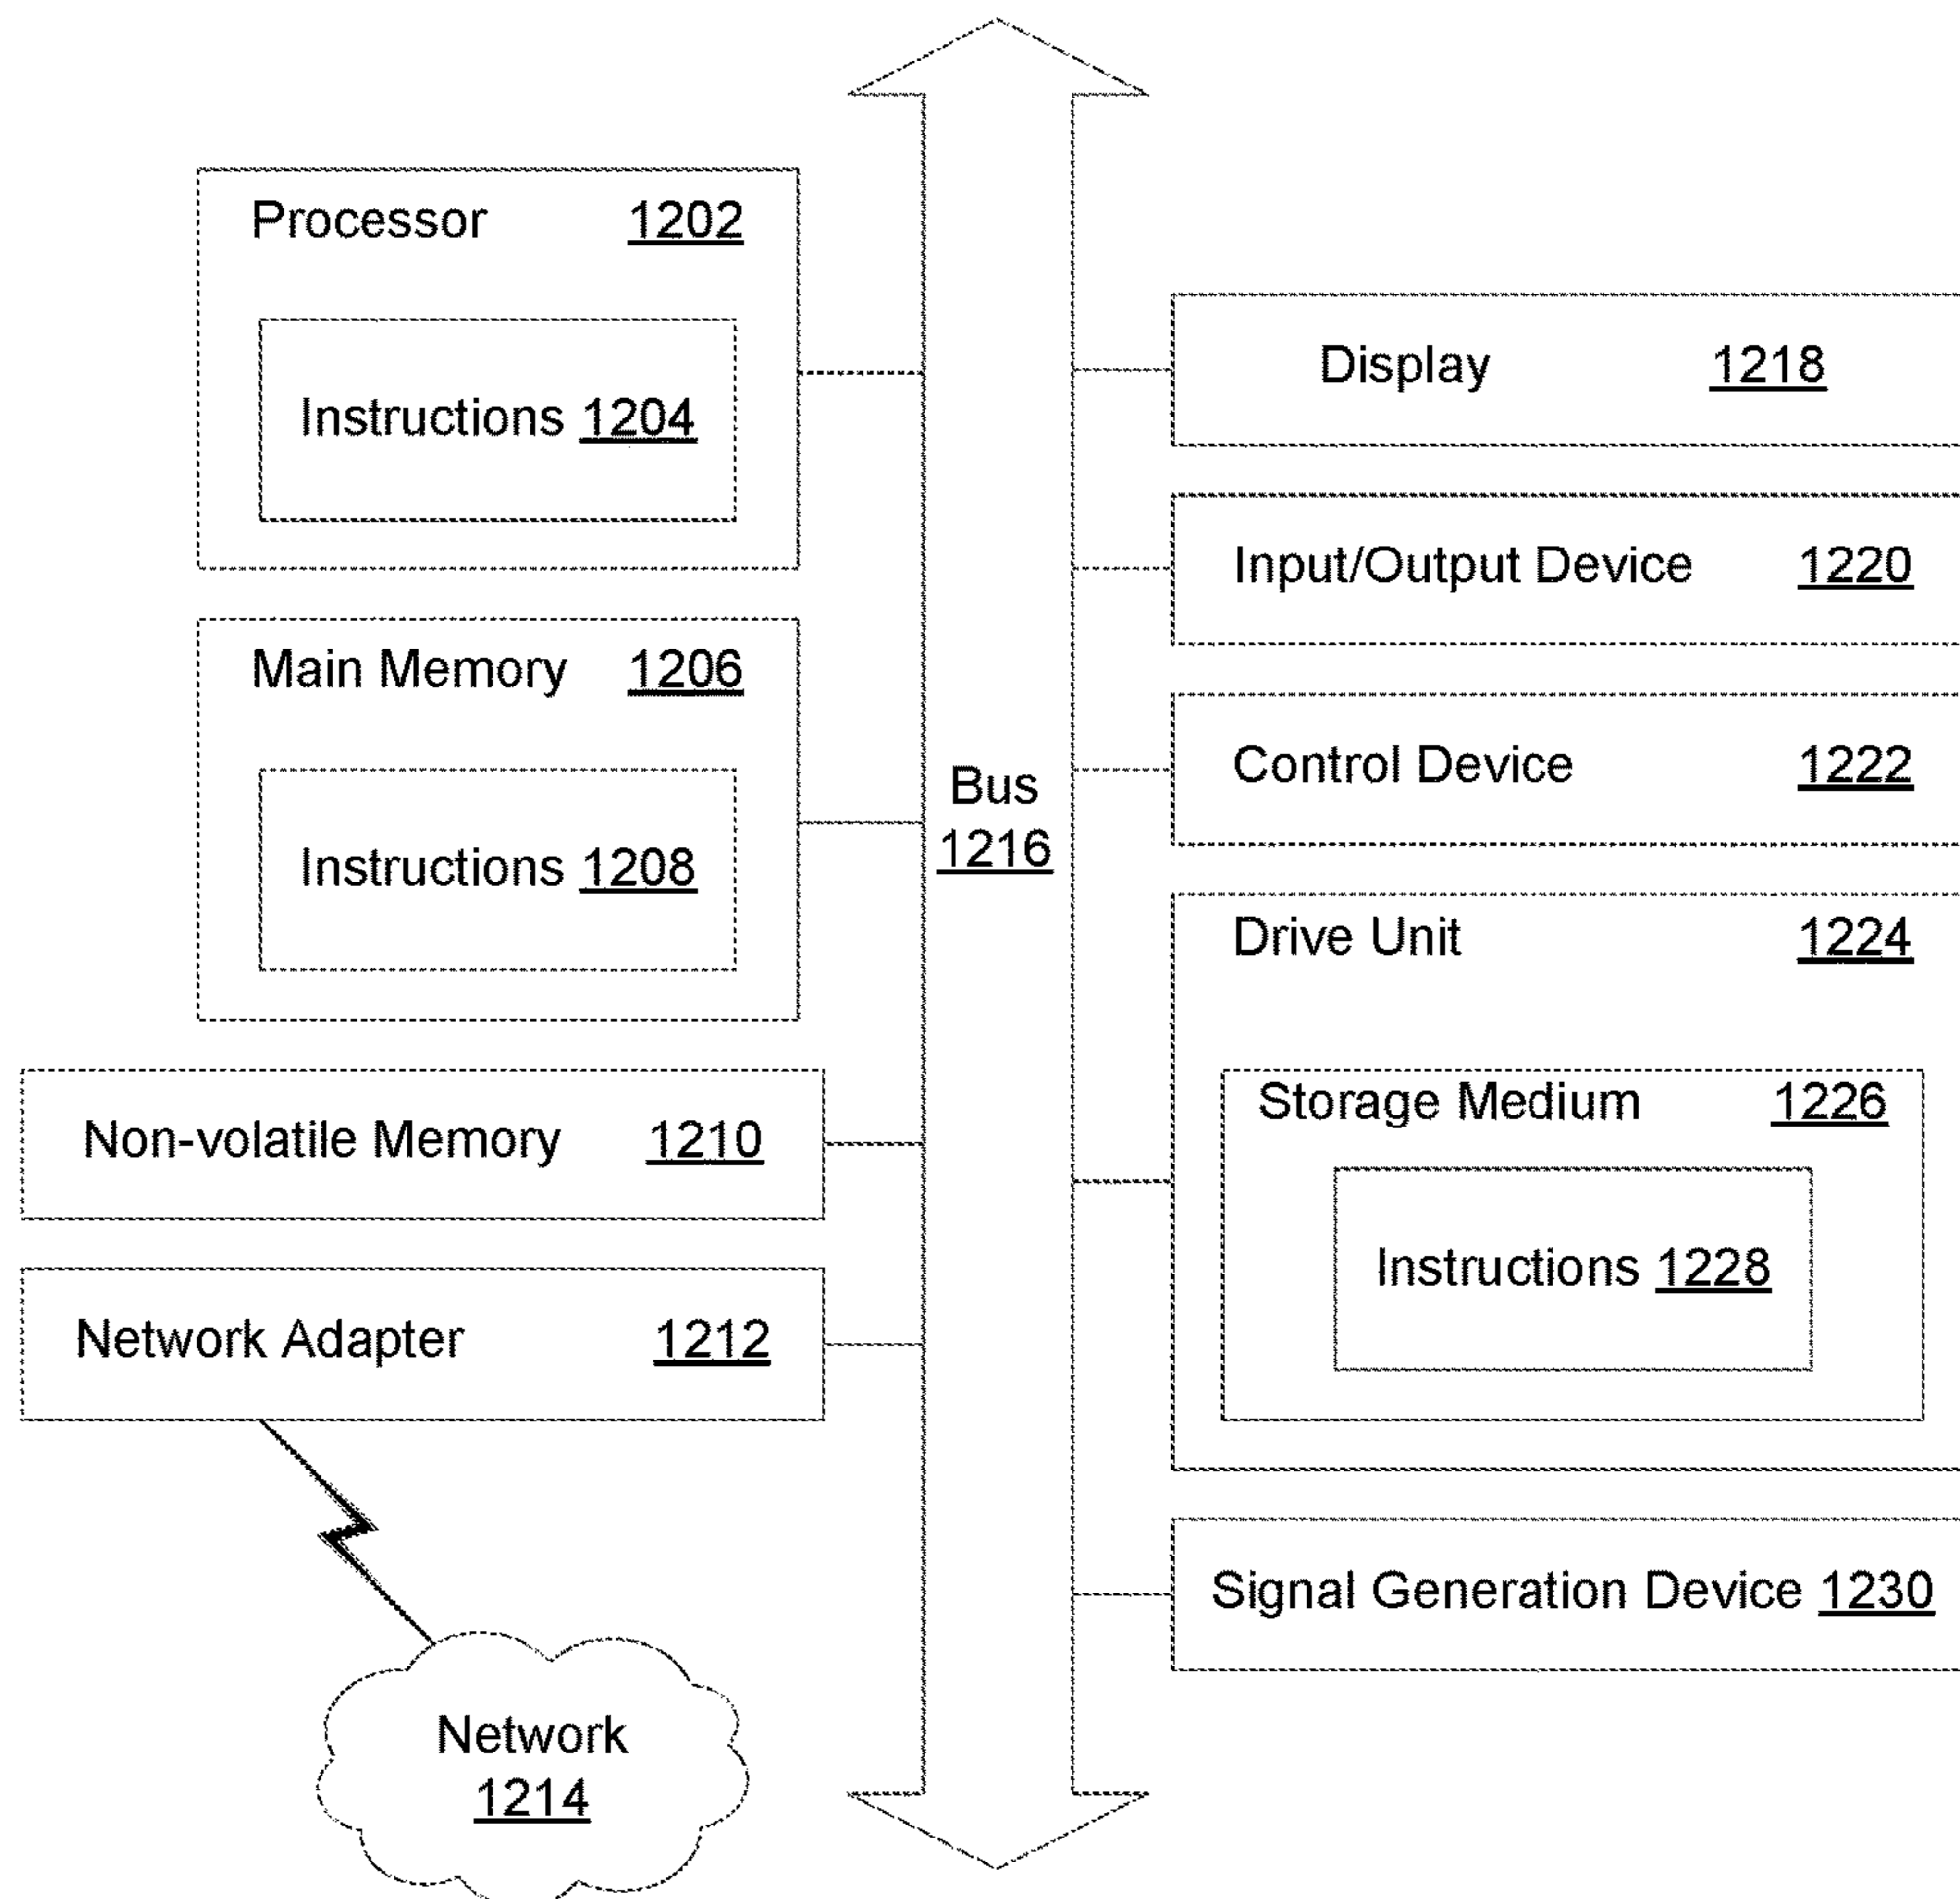 Processor 1202
Instructions 1204
Main Memory 1206
Instructions 1208
Non-volatile Memory 1210
Network Adapter 1212
Network
1214
Bus
1216
Display 1218
Input/Output Device 1220
Control Device 1222
Drive Unit 1224
Storage Medium 1226
Instructions 1228
Signal Generation Device 1230